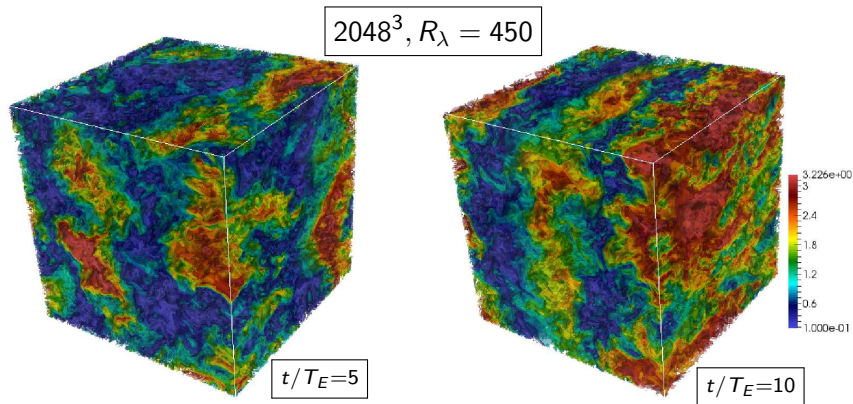 2048³, R_λ = 450
3.226e+00
3
2.4
1.8
1.2
0.6
1.000e-01
t/T_E=5
t/T_E=10